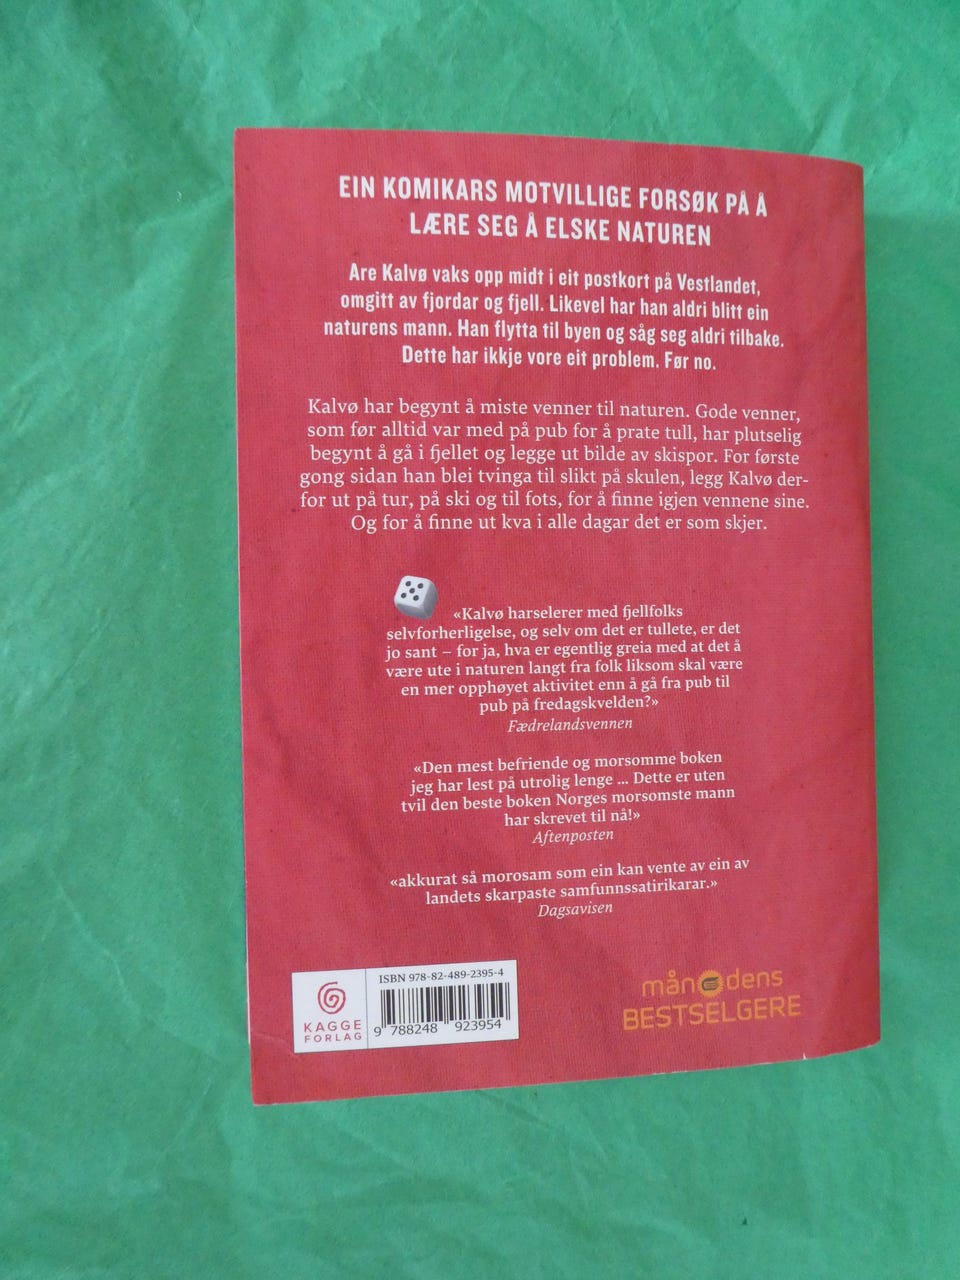 EIN KOMIKARS MOTVILLIGE FORSØK PÅ Å
LÆRE SEG Å ELSKE NATUREN
Are Kalvø vaks opp midt i eit postkort på Vestlandet,
omgitt av fjordar og fjell. Likevel har han aldri blitt ein
naturens mann. Han flytta til byen og såg seg aldri tilbake.
Dette har ikkje vore eit problem. Før no.
Kalvø har begynt å miste venner til naturen. Gode venner,
som før alltid var med på pub for å prate tull, har plutselig
begynt å gå i fjellet og legge ut bilde av skispor. For første
gong sidan han blei tvinga til slikt på skulen, legg Kalvø der-
for ut på tur, på ski og til fots, for å finne igjen vennene sine.
Og for å finne ut kva i alle dagar det er som skjer.
«Kalvø harselerer med fjellfolks
selvforherligelse, og selv om det er tullete, er det
jo sant – for ja, hva er egentlig greia med at det å
være ute i naturen langt fra folk liksom skal være
en mer opphøyet aktivitet enn å gå fra pub til
pub på fredagskvelden?»
Fædrelandsvennen
«Den mest befriende og morsomme boken
jeg har lest på utrolig lenge ... Dette er uten
tvil den beste boken Norges morsomste mann
har skrevet til nå!»
Aftenposten
«akkurat så morosam som ein kan vente av ein av
landets skarpaste samfunnssatirikarar.»
Dagsavisen
KAGGE
FORLAG
ISBN 978-82-489-2395-4
9 788248 923954
månedens
BESTSELGERE